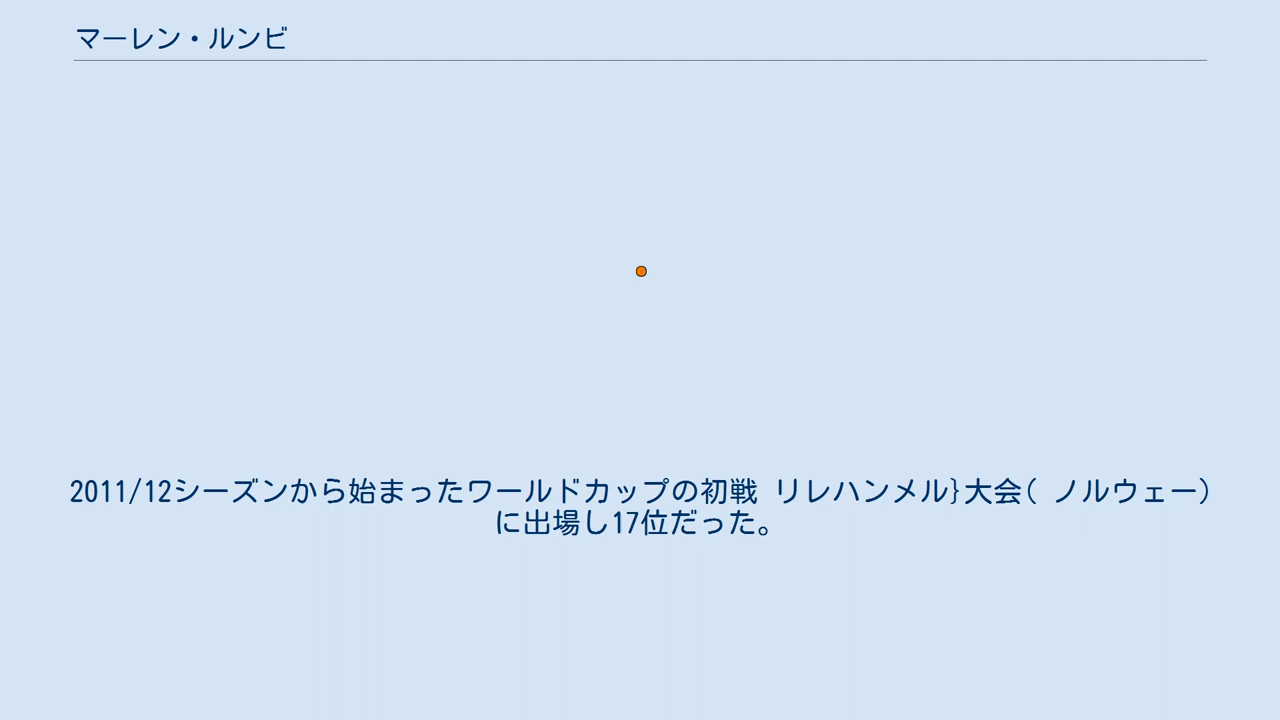 マーレン・ルンビ
2011/12シーズンから始まったワールドカップの初戦 リレハンメル}大会( ノルウェー)
に出場し17位だった。